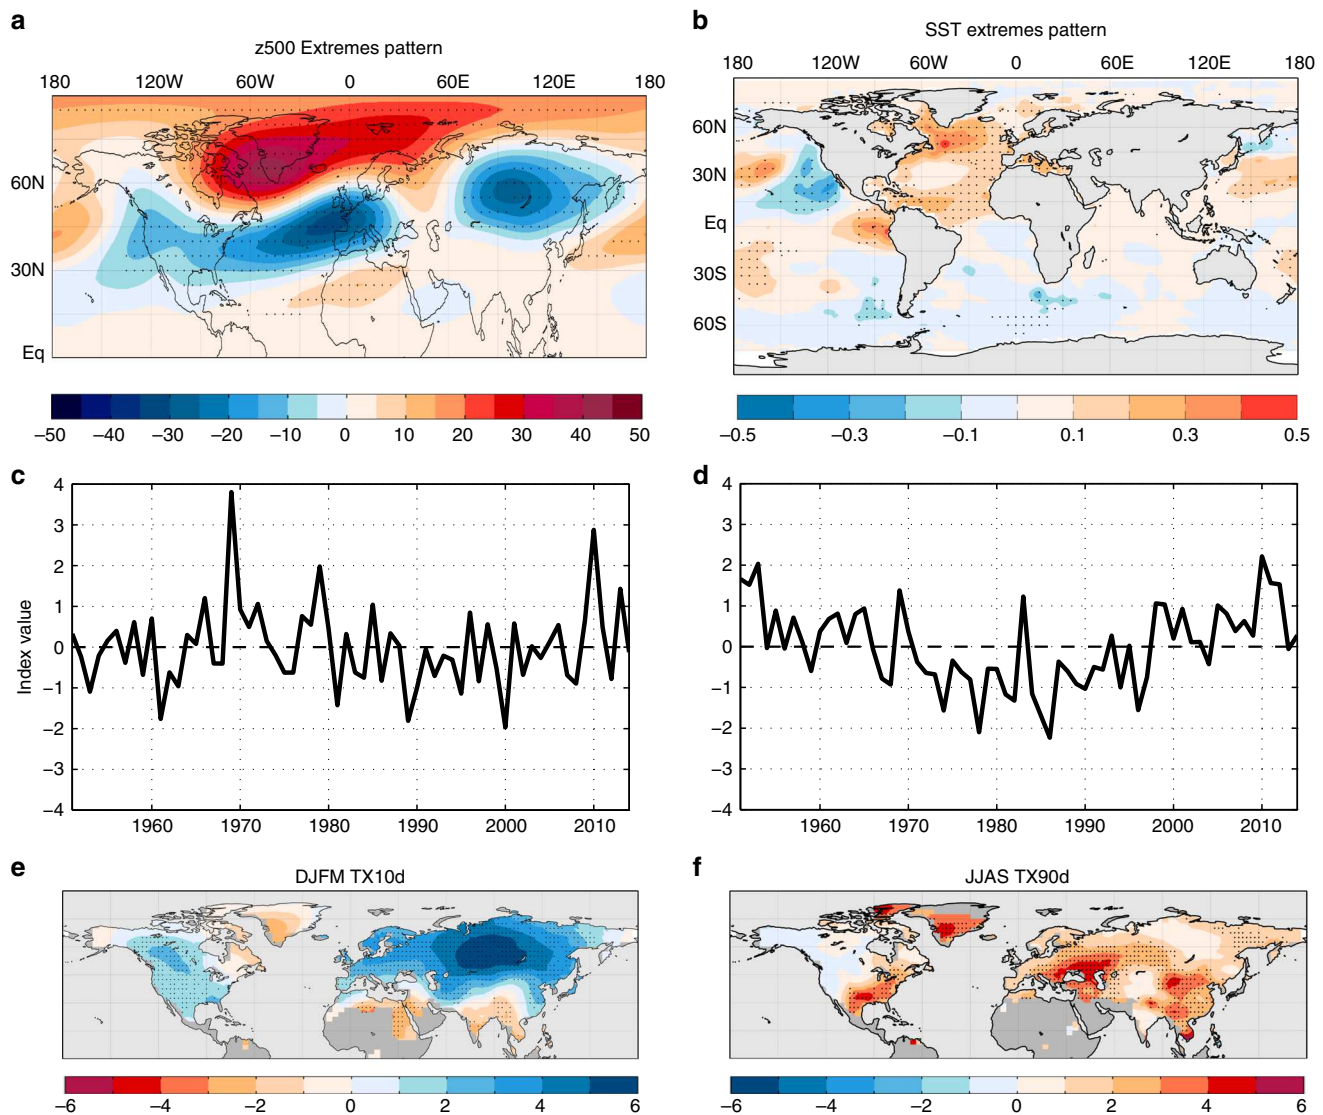 a
z500 Extremes pattern
180 120W 60W 0 60E 120E 180
60N
30N
Eq
−50 −40 −30 −20 −10 0 10 20 30 40 50
b
SST extremes pattern
180 120W 60W 0 60E 120E 180
60N
30N
Eq
30S
60S
−0.5 −0.3 −0.1 0.1 0.3 0.5
c
Index value
4
3
2
1
0
−1
−2
−3
−4
1960 1970 1980 1990 2000 2010
d
4
3
2
1
0
−1
−2
−3
−4
1960 1970 1980 1990 2000 2010
e
DJFM TX10d
−6 −4 −2 0 2 4 6
f
JJAS TX90d
−6 −4 −2 0 2 4 6